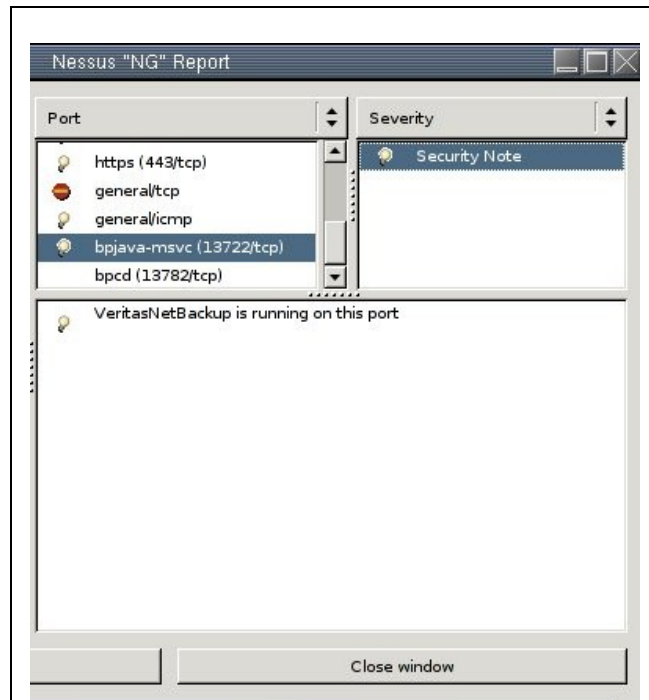 Nessus "NG" Report
Port
Severity
https (443/tcp)
general/tcp
general/icmp
bpjava-msvc (13722/tcp)
bpcd (13782/tcp)
Security Note
VeritasNetBackup is running on this port
Close window